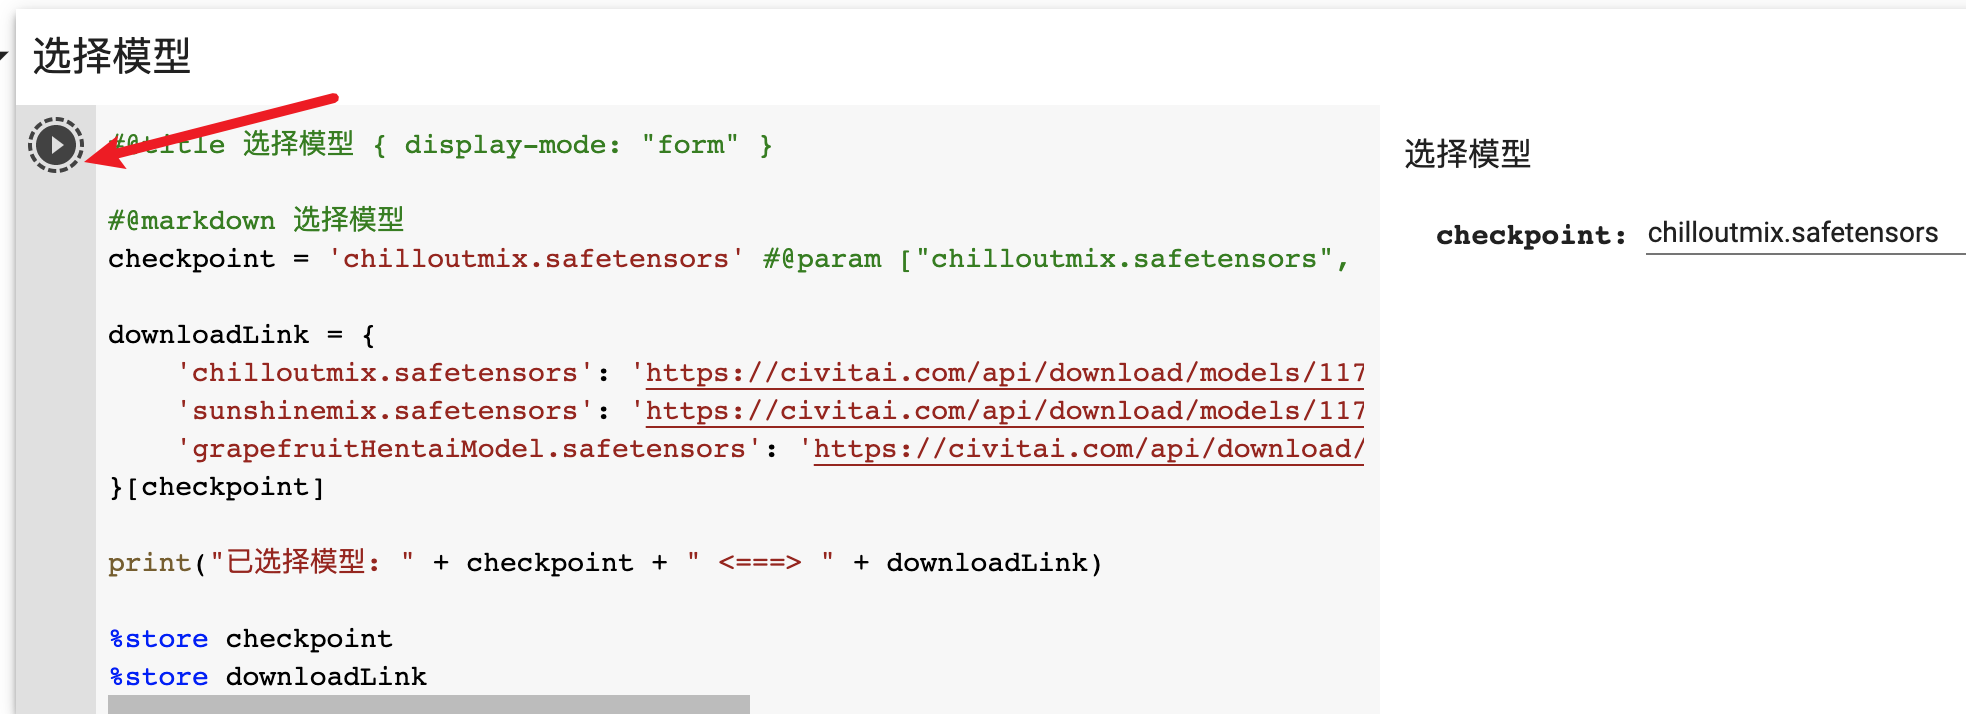 选择模型
#@title 选择模型 { display-mode: "form" }
#@markdown 选择模型
checkpoint = 'chilloutmix.safetensors' #@param ["chilloutmix.safetensors",
downloadLink = {
'chilloutmix.safetensors': 'https://civitai.com/api/download/models/117
'sunshinemix.safetensors': 'https://civitai.com/api/download/models/117
'grapefruitHentaiModel.safetensors': 'https://civitai.com/api/download/
}[checkpoint]
print("已选择模型: " + checkpoint + " <===> " + downloadLink)
%store checkpoint
%store downloadLink
选择模型
checkpoint: chilloutmix.safetensors